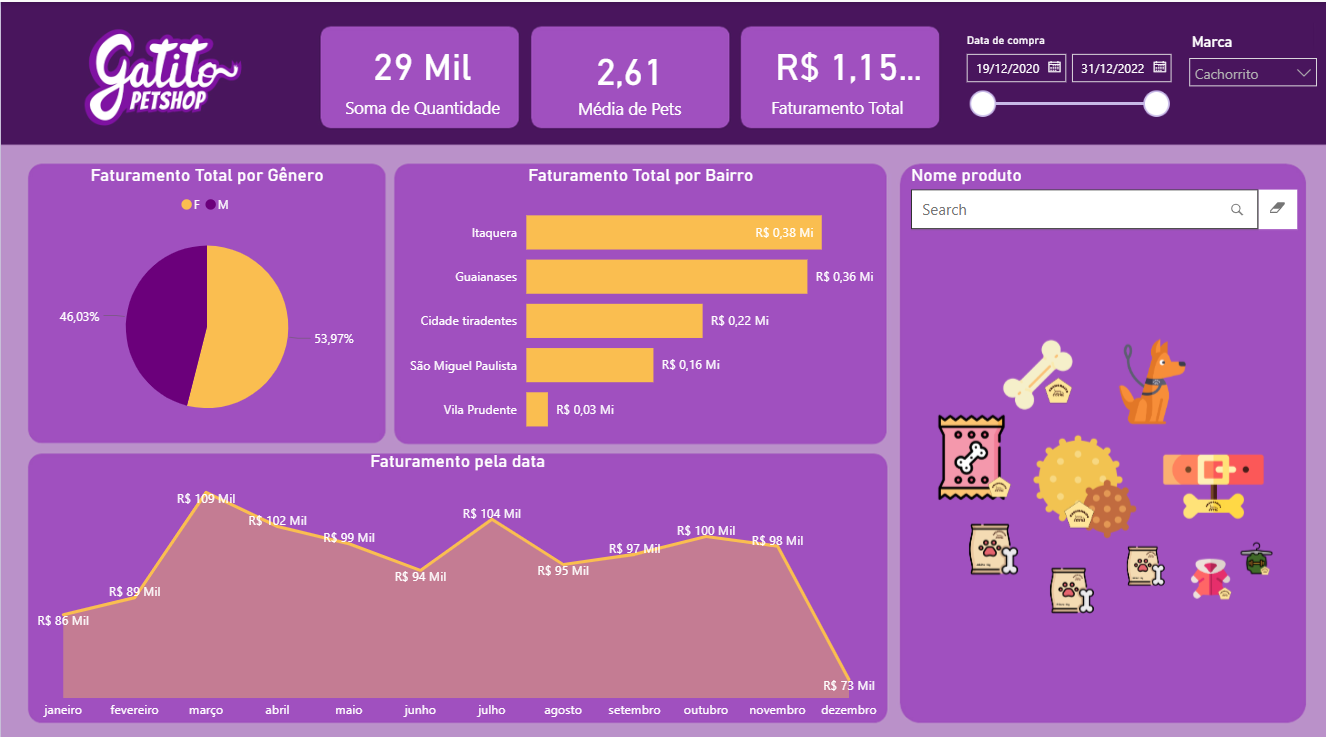 Gatito
PETSHOP
29 Mil
Soma de Quantidade
2,61
Média de Pets
R$ 1,15...
Faturamento Total
Data de compra
19/12/2020
31/12/2022
Marca
Cachorrito
Faturamento Total por Gênero
F M
46,03%
53,97%
Faturamento Total por Bairro
Itaquera R$ 0,38 Mi
Guaianases R$ 0,36 Mi
Cidade tiradentes R$ 0,22 Mi
São Miguel Paulista R$ 0,16 Mi
Vila Prudente R$ 0,03 Mi
Nome produto
Search
Faturamento pela data
R$ 86 Mil
R$ 89 Mil
R$ 109 Mil
R$ 102 Mil
R$ 99 Mil
R$ 94 Mil
R$ 104 Mil
R$ 95 Mil
R$ 97 Mil
R$ 100 Mil
R$ 98 Mil
R$ 73 Mil
janeiro fevereiro março abril maio junho julho agosto setembro outubro novembro dezembro